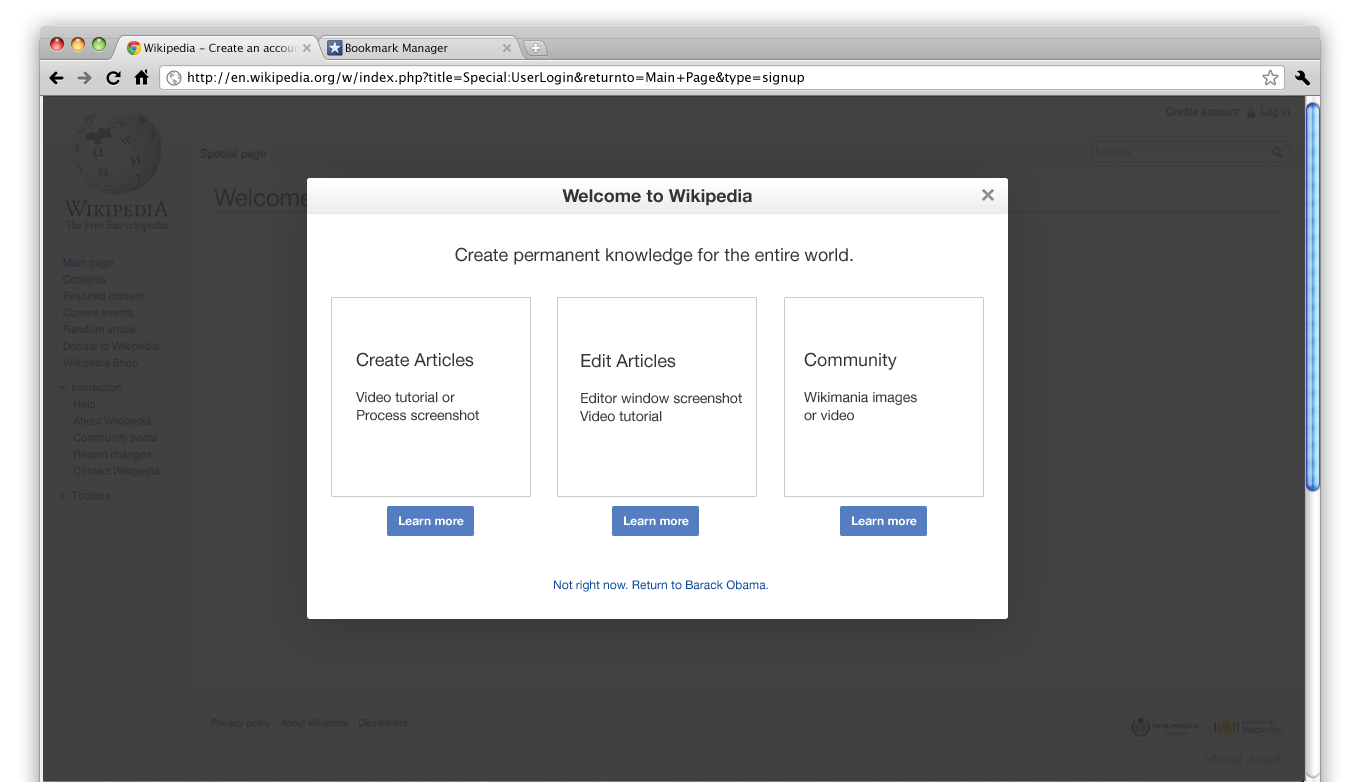 Wikipedia – Create an accou
Bookmark Manager
http://en.wikipedia.org/w/index.php?title=Special:UserLogin&returnto=Main+Page&type=signup
Create account Log in
Special page
Search
Welcome
WIKIPEDIA
The Free Encyclopedia
Main page
Contents
Featured content
Current events
Random article
Donate to Wikipedia
Wikipedia Shop
Interaction
Help
About Wikipedia
Community portal
Recent changes
Contact Wikipedia
Toolbox
Welcome to Wikipedia
Create permanent knowledge for the entire world.
Create Articles
Video tutorial or
Process screenshot
Learn more
Edit Articles
Editor window screenshot
Video tutorial
Learn more
Community
Wikimania images
or video
Learn more
Not right now. Return to Barack Obama.
Privacy policy About Wikipedia Disclaimers
WIKIMEDIA
Powered By
MediaWiki
Munaf Assaf